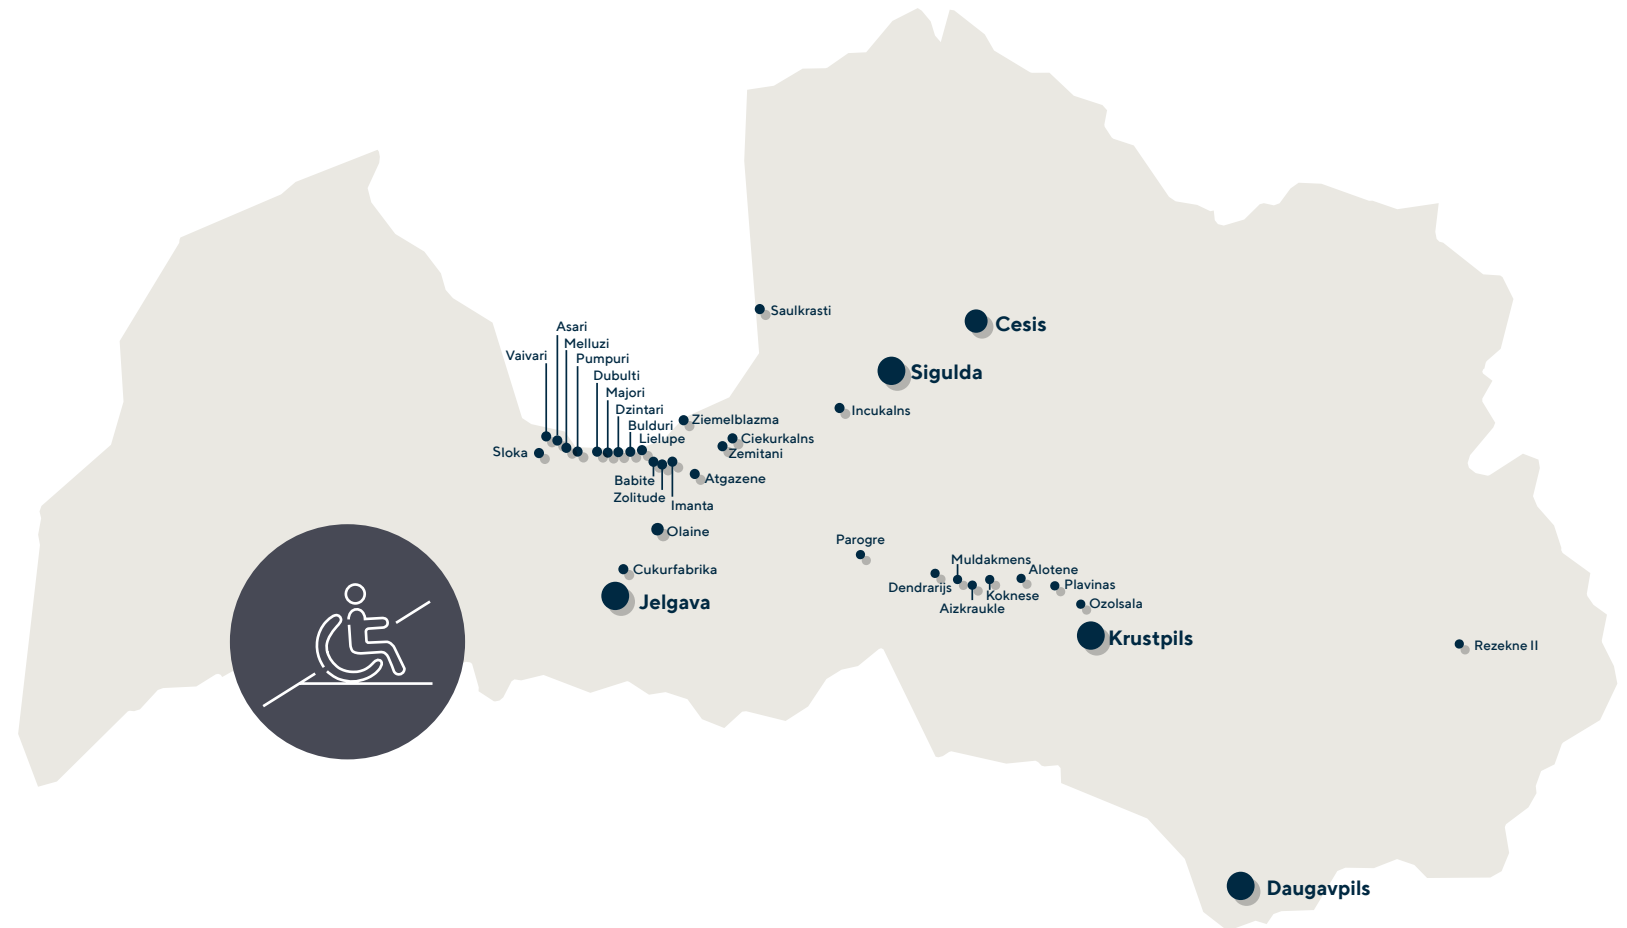 Saulkrasti
Cesis
Asari
Melluzi
Vaivari
Pumpuri
Sigulda
Dubulti
Majori
Dzintari
Incukalns
Ziemelblazma
Bulduri
Lielupe
Ciekurkalns
Sloka
Zemitani
Babite
Atgazene
Zolitude
Imanta
Olaine
Parogre
Muldakmens
Cukurfabrika
Alotene
Dendrarijs
Plavinas
Koknese
Jelgava
Aizkraukle
Ozolsala
Krustpils
Rezekne II
Daugavpils